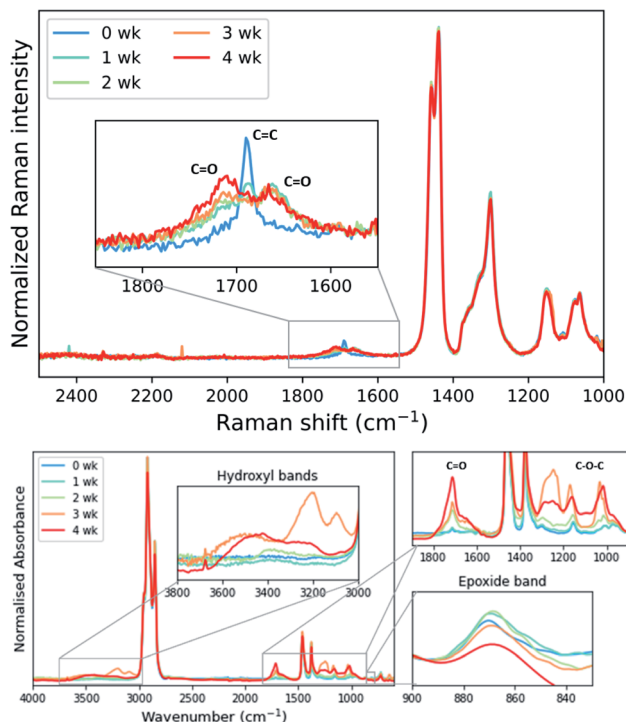 0 wk
1 wk
2 wk
3 wk
4 wk
C=C
C=O
C=O
1800 1700 1600
Normalized Raman intensity
2400 2200 2000 1800 1600 1400 1200 1000
Raman shift (cm⁻¹)
0 wk
1 wk
2 wk
3 wk
4 wk
Hydroxyl bands
3800 3600 3400 3200 3000
C=O
C-O-C
1800 1600 1400 1200 1000
Epoxide band
900 880 860 840
Normalised Absorbance
4000 3000 2000 1000
Wavenumber (cm⁻¹)